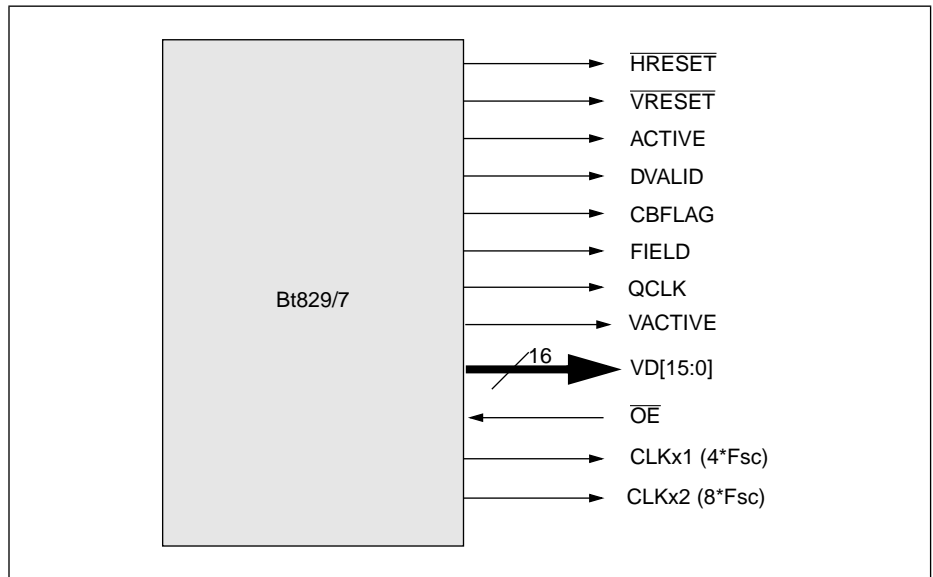 HRESET
VRESET
ACTIVE
DVALID
CBFLAG
FIELD
QCLK
Bt829/7
VACTIVE
16
VD[15:0]
OE
CLKx1 (4*Fsc)
CLKx2 (8*Fsc)